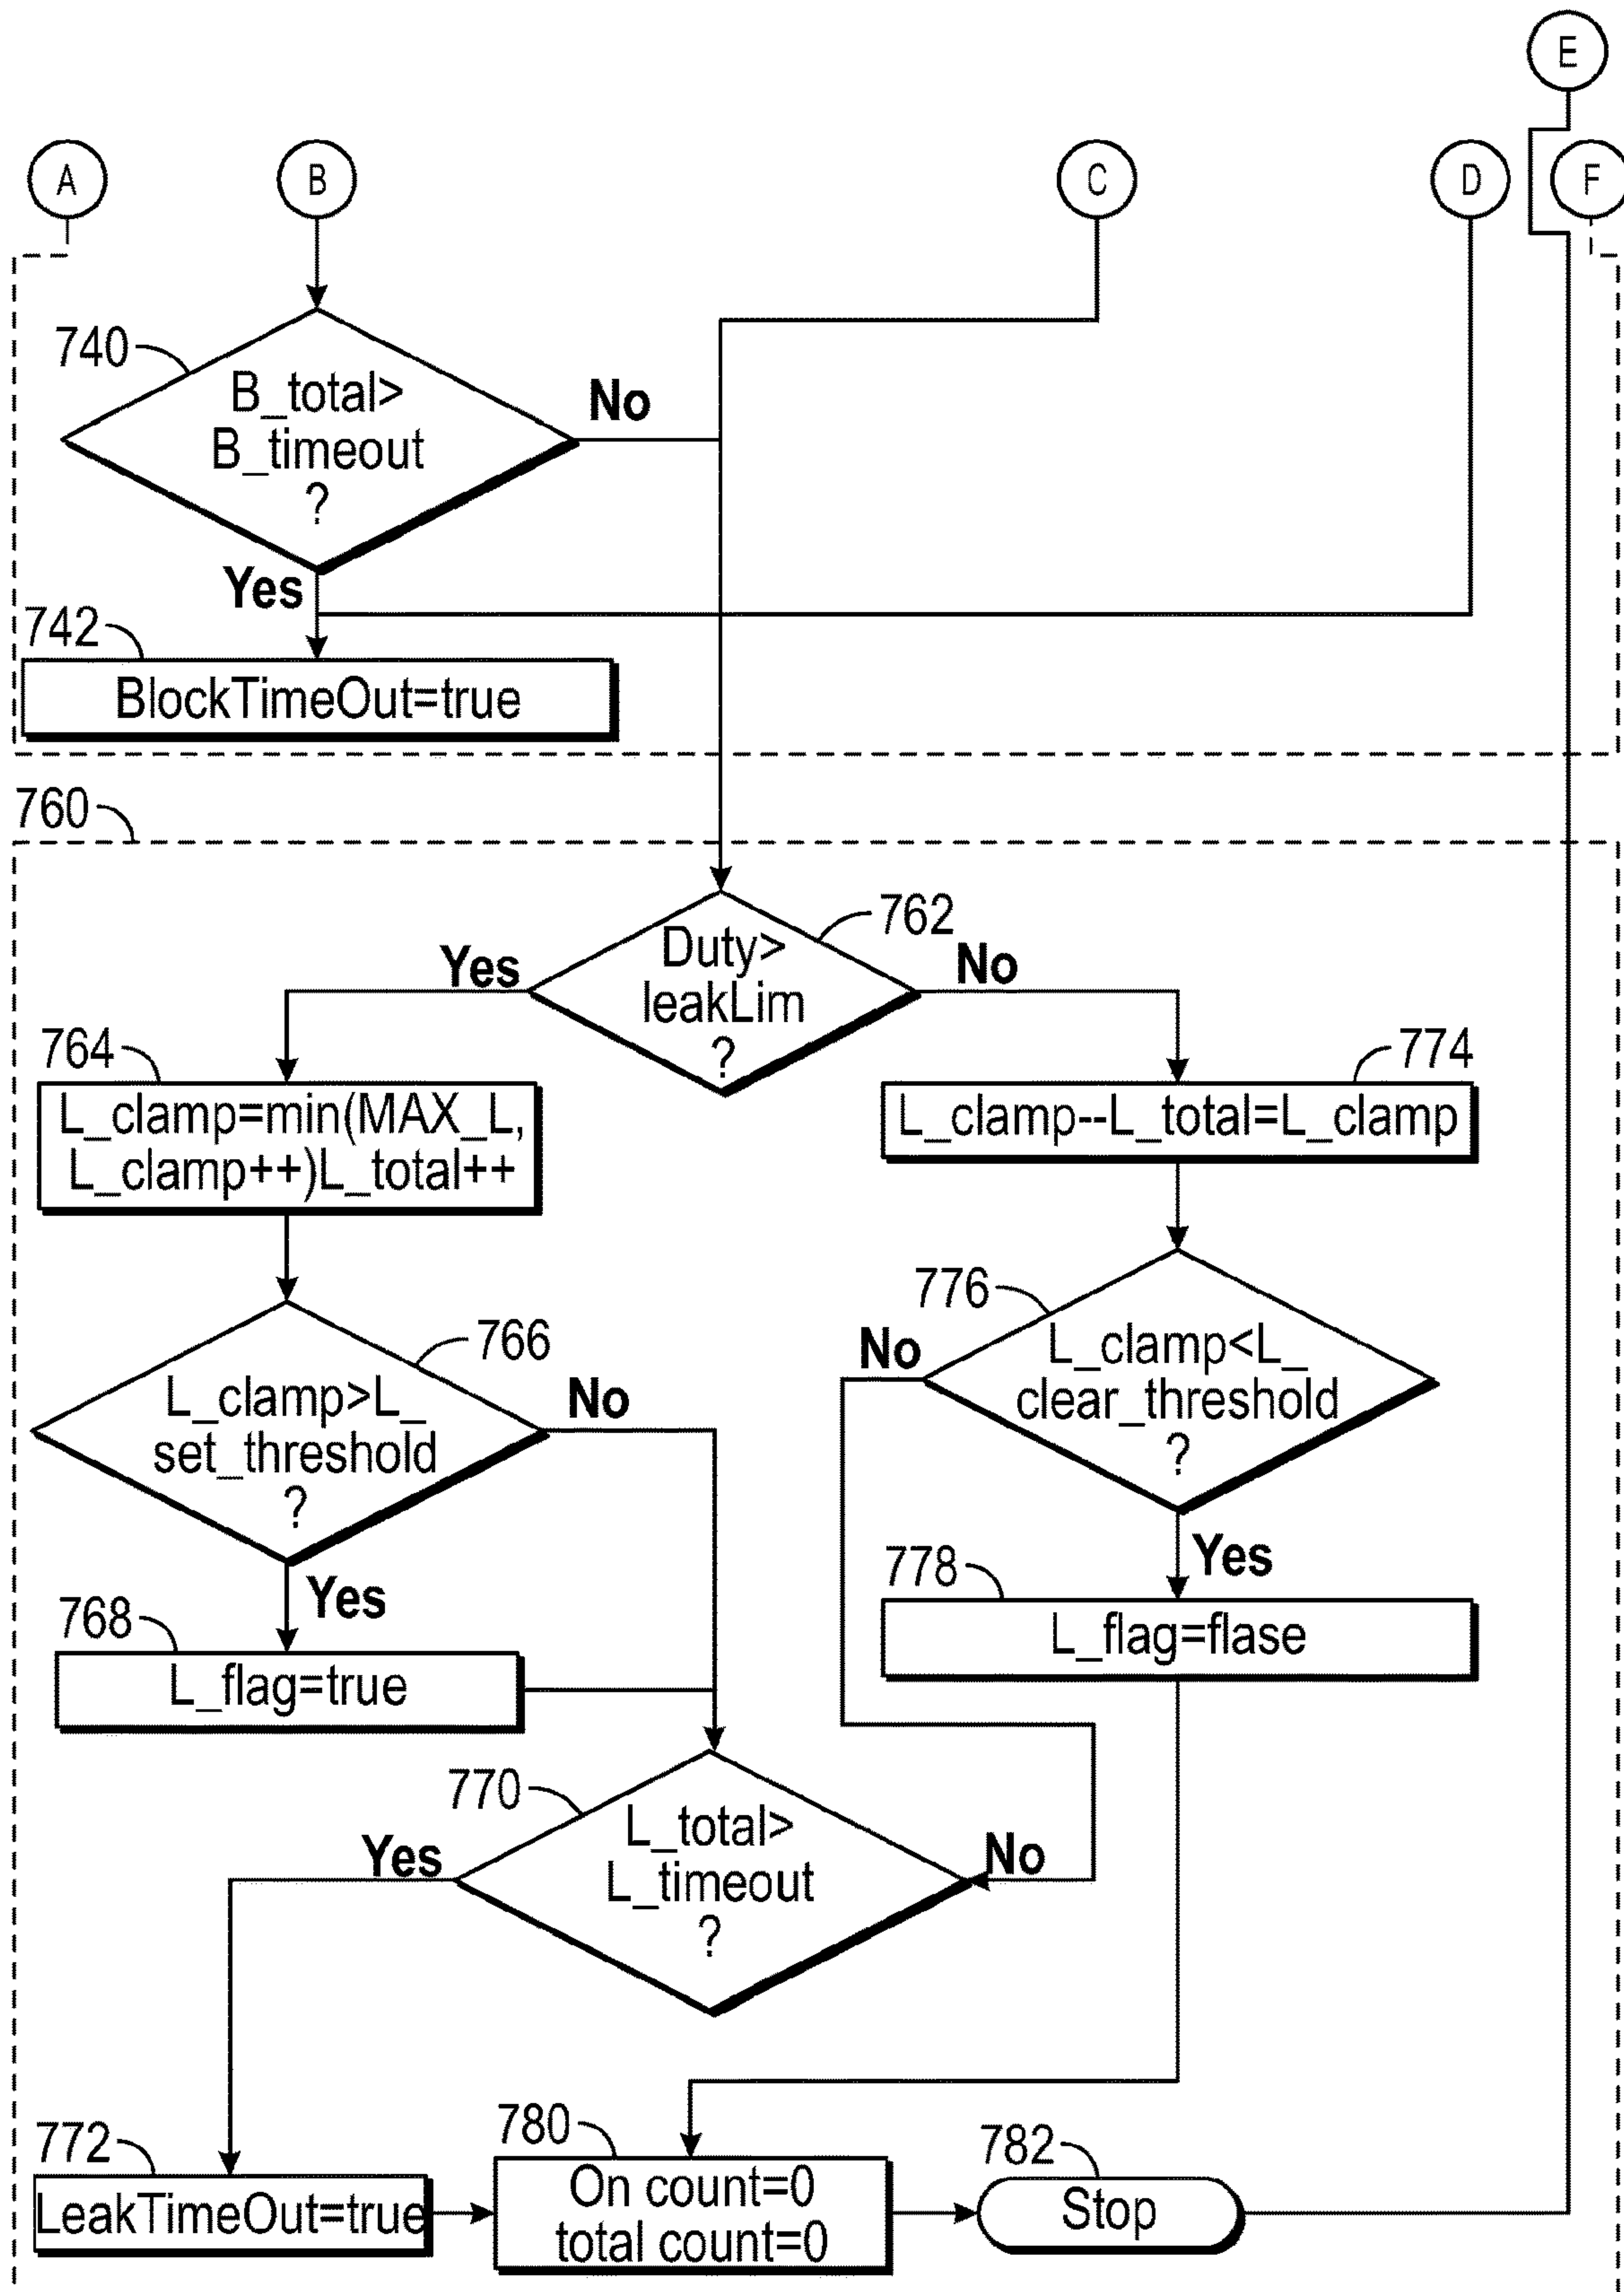 E
A
B
C
D
F
740
B_total>
B_timeout
?
No
Yes
742
BlockTimeOut=true
760
762
Duty>
leakLim
?
Yes
No
764
L_clamp=min(MAX_L,
L_clamp++)L_total++
774
L_clamp--L_total=L_clamp
766
L_clamp>L_
set_threshold
?
No
Yes
776
L_clamp<L_
clear_threshold
?
No
Yes
768
L_flag=true
778
L_flag=flase
770
L_total>
L_timeout
?
Yes
No
772
LeakTimeOut=true
780
On count=0
total count=0
782
Stop